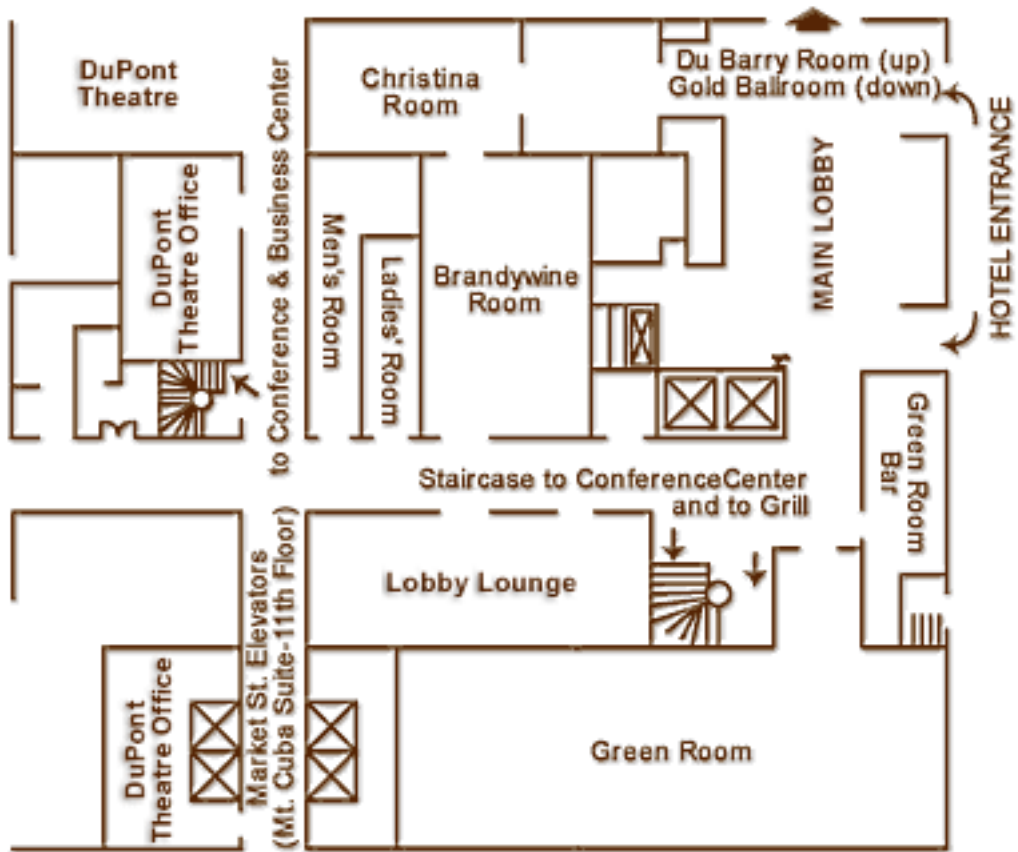 DuPont
Theatre
Christina
Room
Du Barry Room (up)
Gold Ballroom (down)
to Conference & Business Center
HOTEL ENTRANCE
MAIN LOBBY
DuPont
Theatre Office
Men's Room
Ladies' Room
Brandywine
Room
Green Room
Bar
Staircase to ConferenceCenter
and to Grill
Lobby Lounge
Market St. Elevators
(Mt. Cuba Suite-11th Floor)
DuPont
Theatre Office
Green Room